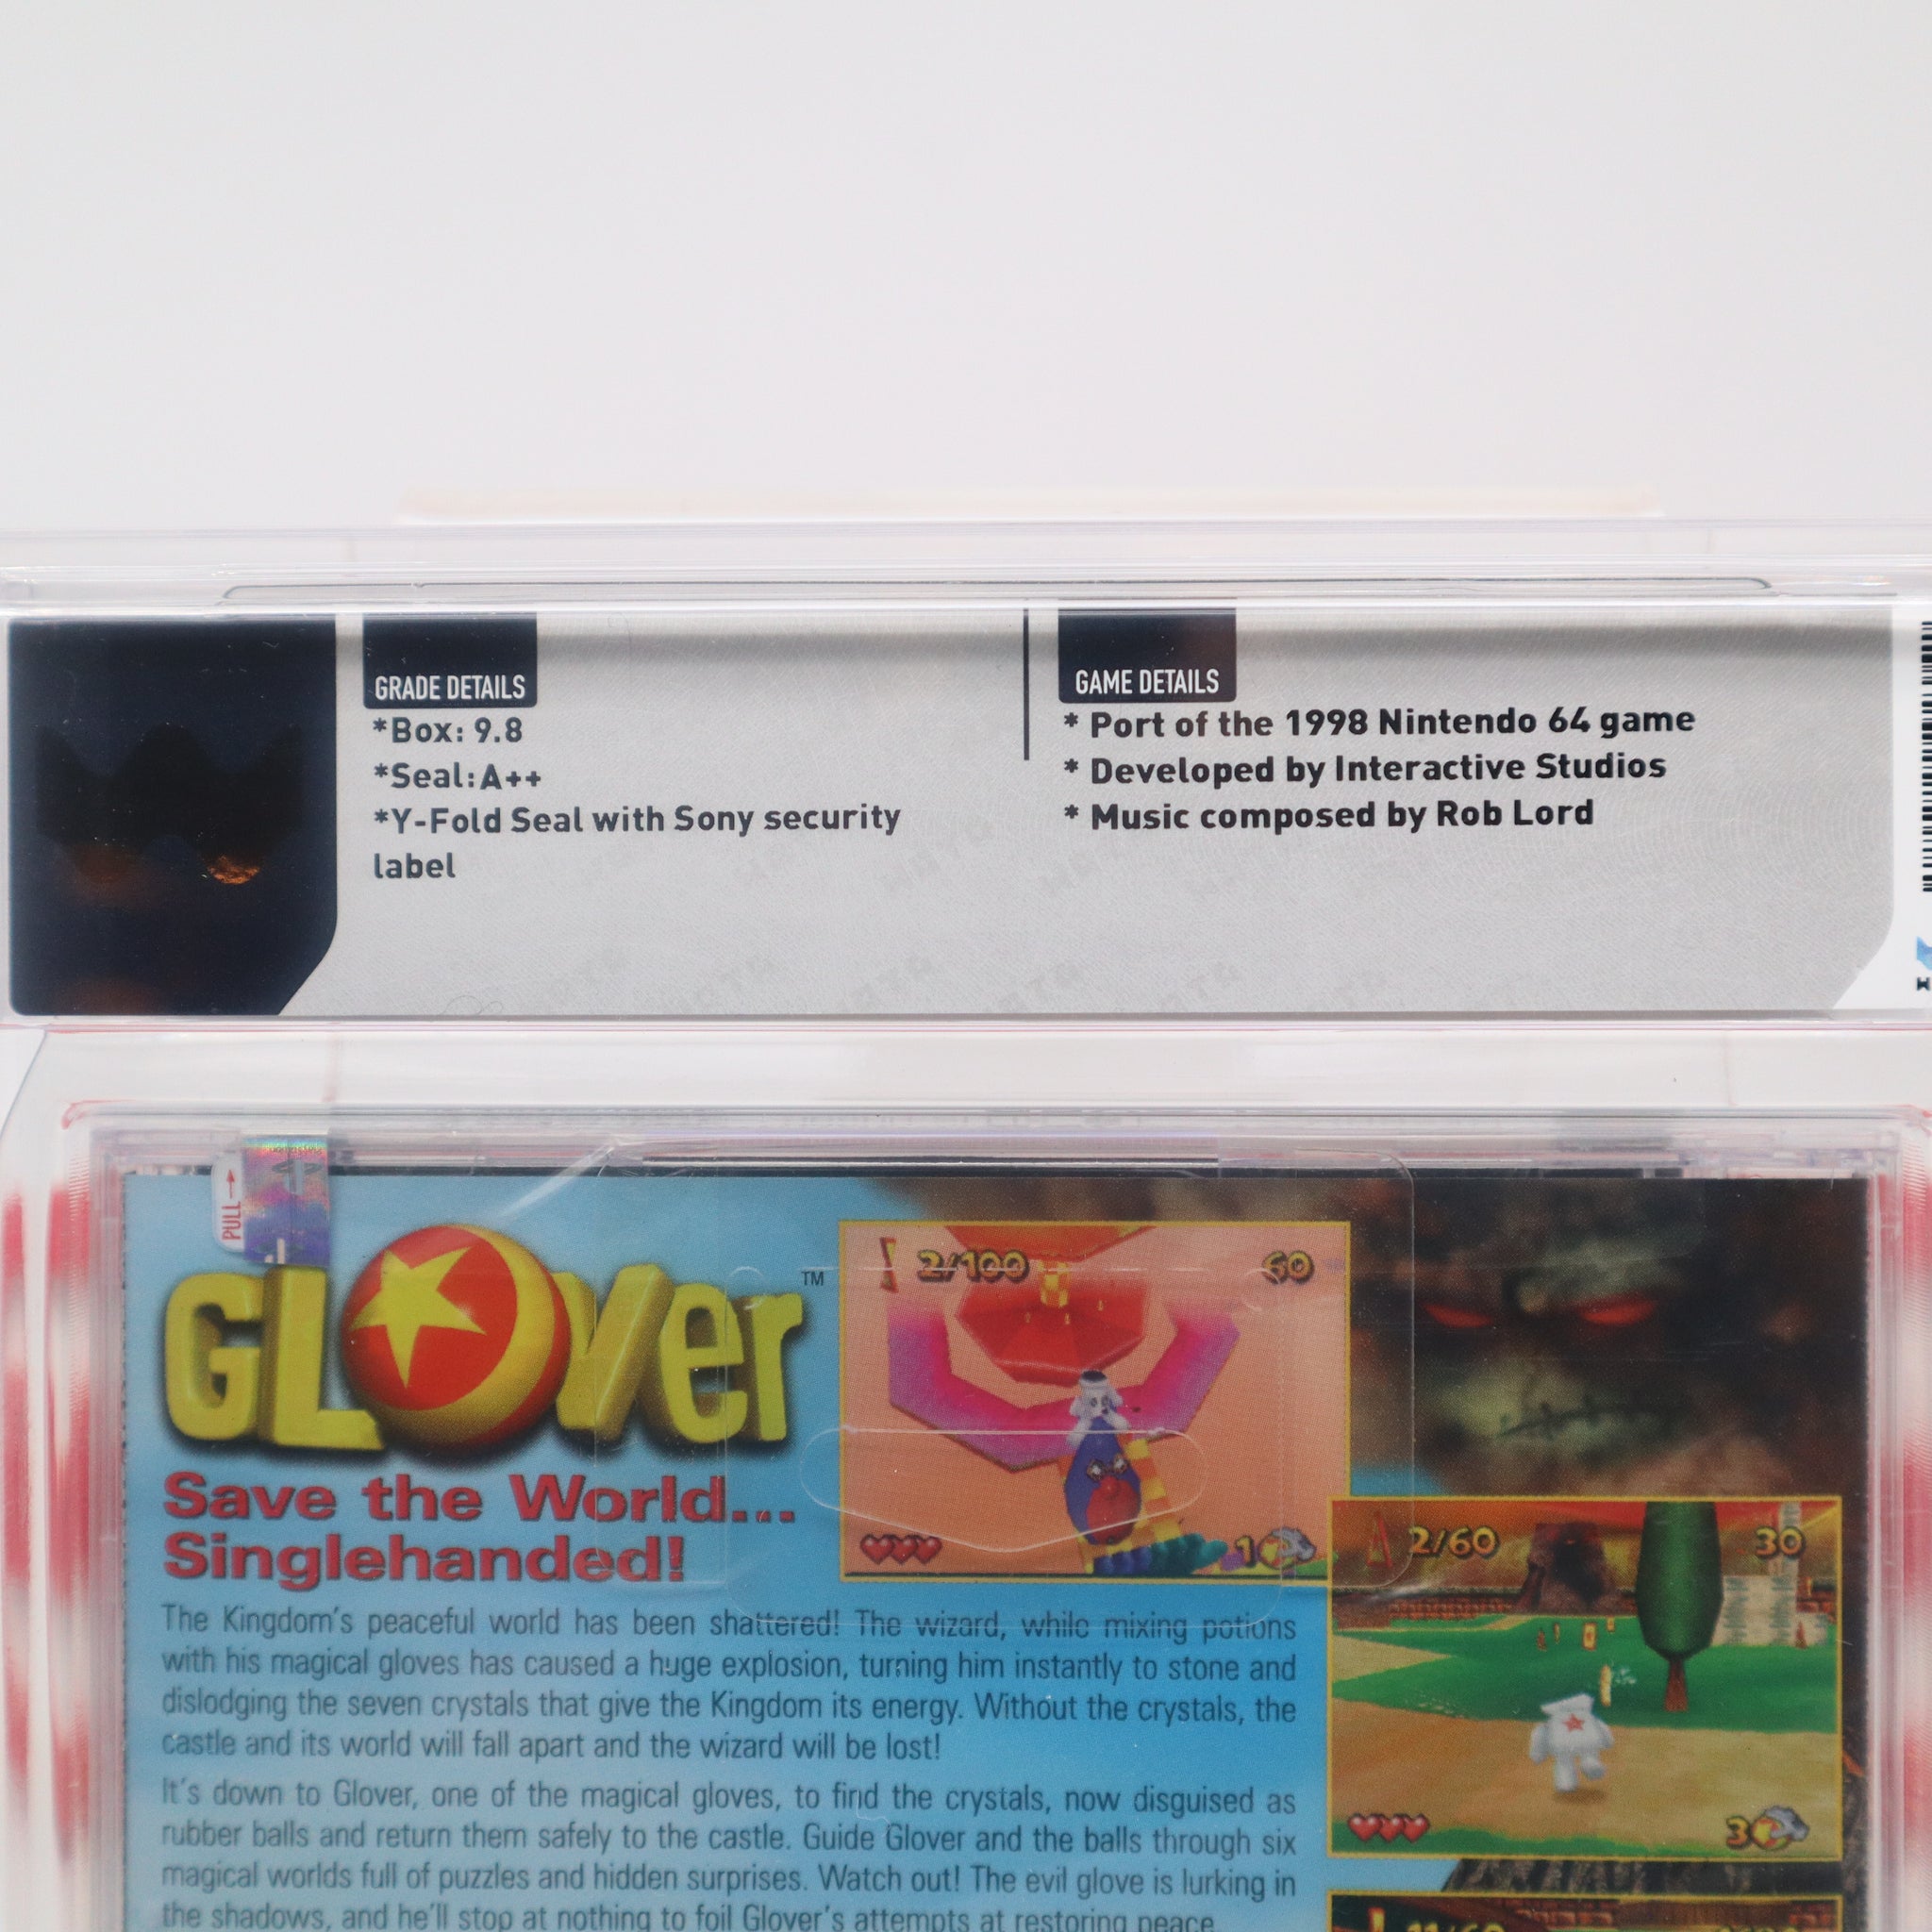 GRADE DETAILS
*Box: 9.8
*Seal: A++
*Y-Fold Seal with Sony security
label
GAME DETAILS
* Port of the 1998 Nintendo 64 game
* Developed by Interactive Studios
* Music composed by Rob Lord
PULL →
GLOVER™
Save the World...
Singlehanded!
The Kingdom's peaceful world has been shattered! The wizard, while mixing potions
with his magical gloves has caused a huge explosion, turning him instantly to stone and
dislodging the seven crystals that give the Kingdom its energy. Without the crystals, the
castle and its world will fall apart and the wizard will be lost!
It's down to Glover, one of the magical gloves, to find the crystals, now disguised as
rubber balls and return them safely to the castle. Guide Glover and the balls through six
magical worlds full of puzzles and hidden surprises. Watch out! The evil glove is lurking in
the shadows, and he'll stop at nothing to foil Glover's attempts at restoring peace.
2/100
60
1
2/60
30
3
11/60